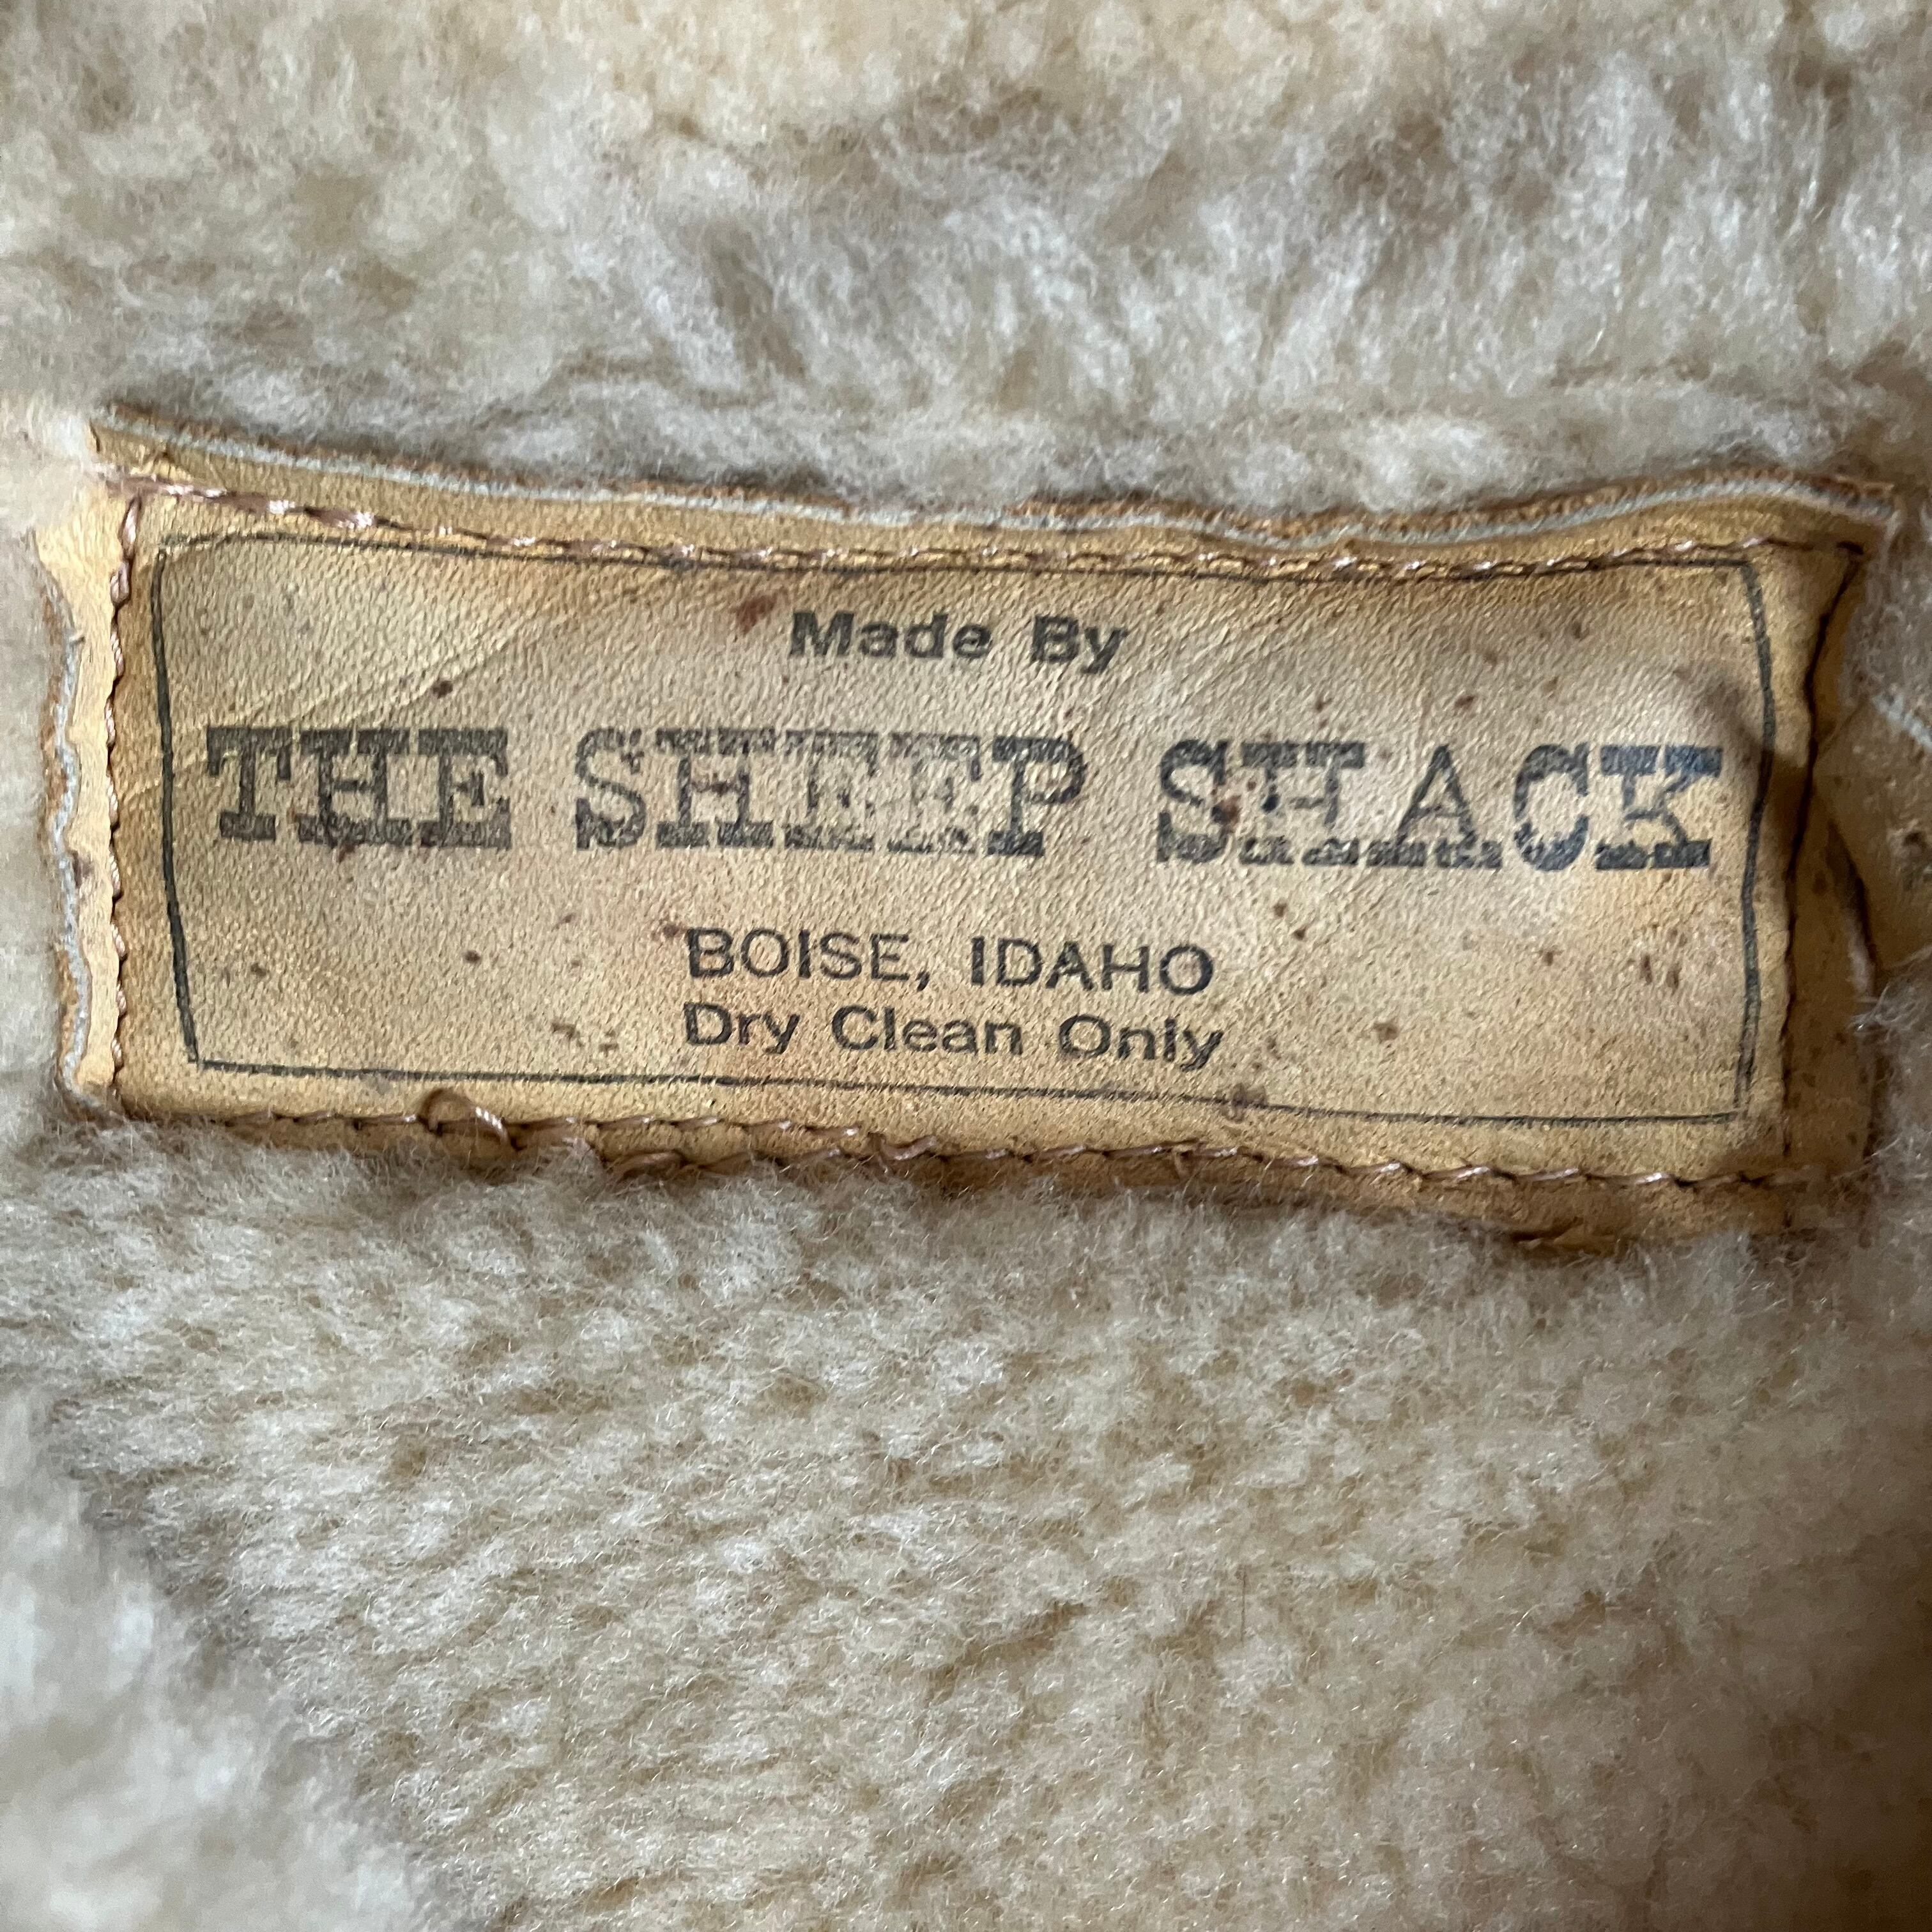 Made By
THE SHEEP SHACK
BOISE, IDAHO
Dry Clean Only